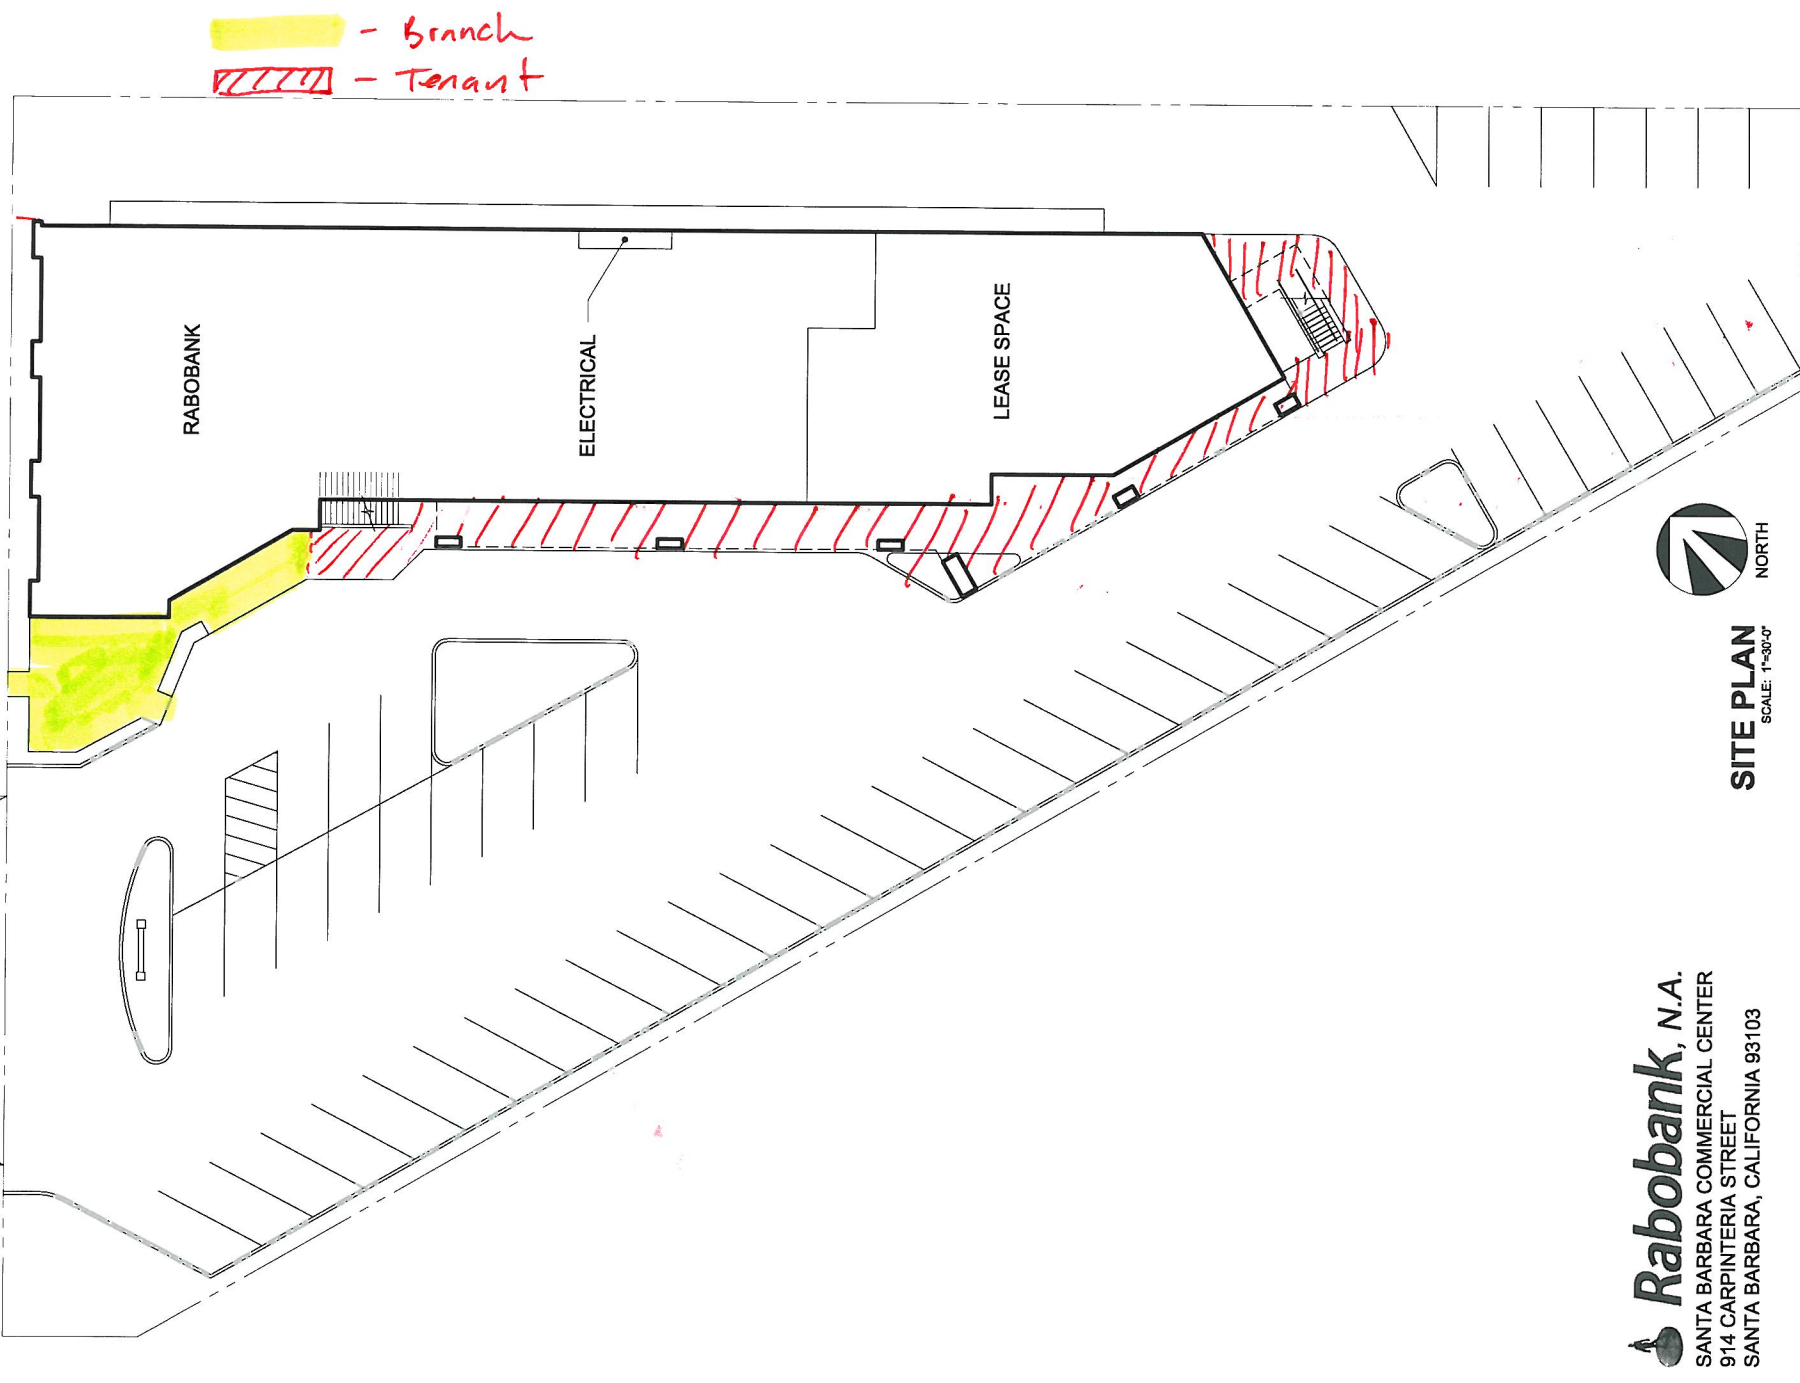 - Branch
- Tenant
RABOBANK
ELECTRICAL
LEASE SPACE
NORTH
SITE PLAN
SCALE: 1"=30'-0"
Rabobank, N.A.
SANTA BARBARA COMMERCIAL CENTER
914 CARPINTERIA STREET
SANTA BARBARA, CALIFORNIA 93103